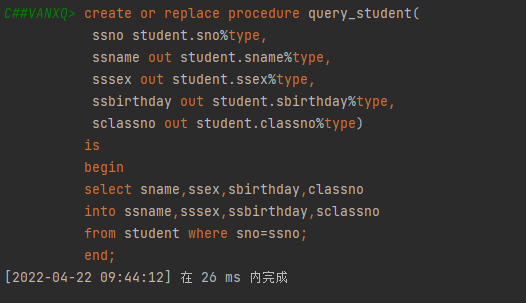 C##VANXQ> create or replace procedure query_student(
ssno student.sno%type,
ssname out student.sname%type,
sssex out student.ssex%type,
ssbirthday out student.sbirthday%type,
sclassno out student.classno%type)
is
begin
select sname,ssex,sbirthday,classno
into ssname,sssex,ssbirthday,sclassno
from student where sno=ssno;
end;
[2022-04-22 09:44:12] 在 26 ms 内完成